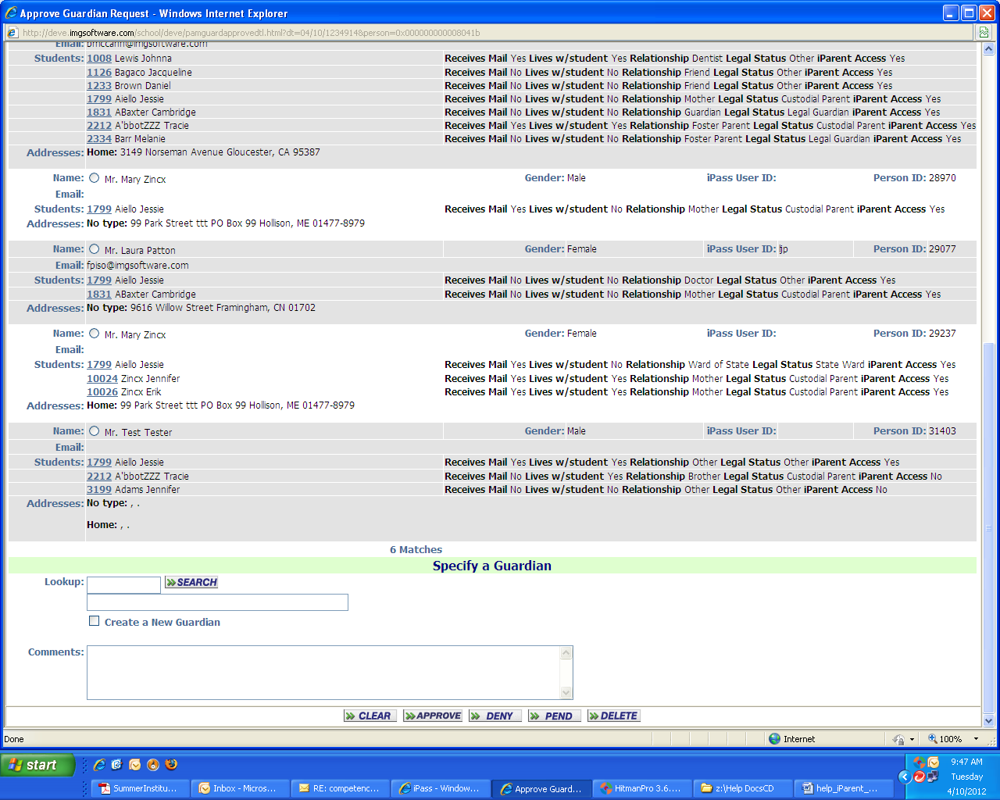 Approve Guardian Request - Windows Internet Explorer
http://deve.imgsoftware.com/school/deve/pamguardapprovedtl.html?dt=04/10/1234914&person=0x000000000008041b
Email: bmccann@imgsoftware.com
Students: 1008 Lewis Johnna Receives Mail Yes Lives w/student Yes Relationship Dentist Legal Status Other iParent Access Yes
1126 Bagaco Jacqueline Receives Mail No Lives w/student No Relationship Friend Legal Status Other iParent Access Yes
1233 Brown Daniel Receives Mail No Lives w/student No Relationship Friend Legal Status Other iParent Access Yes
1799 Aiello Jessie Receives Mail No Lives w/student No Relationship Mother Legal Status Custodial Parent iParent Access Yes
1831 ABaxter Cambridge Receives Mail No Lives w/student No Relationship Guardian Legal Status Legal Guardian iParent Access Yes
2212 A'bbotZZZ Tracie Receives Mail Yes Lives w/student Yes Relationship Foster Parent Legal Status Custodial Parent iParent Access Yes
2334 Barr Melanie Receives Mail No Lives w/student No Relationship Foster Parent Legal Status Legal Guardian iParent Access Yes
Addresses: Home: 3149 Norseman Avenue Gloucester, CA 95387
Name: Mr. Mary Zincx Gender: Male iPass User ID: Person ID: 28970
Email:
Students: 1799 Aiello Jessie Receives Mail Yes Lives w/student No Relationship Mother Legal Status Custodial Parent iParent Access Yes
Addresses: No type: 99 Park Street ttt PO Box 99 Hollison, ME 01477-8979
Name: Mr. Laura Patton Gender: Female iPass User ID: fjp Person ID: 29077
Email: fpiso@imgsoftware.com
Students: 1799 Aiello Jessie Receives Mail No Lives w/student No Relationship Doctor Legal Status Other iParent Access Yes
1831 ABaxter Cambridge Receives Mail No Lives w/student No Relationship Mother Legal Status Custodial Parent iParent Access Yes
Addresses: No type: 9616 Willow Street Framingham, CN 01702
Name: Mr. Mary Zincx Gender: Female iPass User ID: Person ID: 29237
Email:
Students: 1799 Aiello Jessie Receives Mail Yes Lives w/student No Relationship Ward of State Legal Status State Ward iParent Access Yes
10024 Zincx Jennifer Receives Mail Yes Lives w/student Yes Relationship Mother Legal Status Custodial Parent iParent Access Yes
10026 Zincx Erik Receives Mail Yes Lives w/student Yes Relationship Mother Legal Status Custodial Parent iParent Access Yes
Addresses: Home: 99 Park Street ttt PO Box 99 Hollison, ME 01477-8979
Name: Mr. Test Tester Gender: Male iPass User ID: Person ID: 31403
Email:
Students: 1799 Aiello Jessie Receives Mail Yes Lives w/student Yes Relationship Other Legal Status Other iParent Access Yes
2212 A'bbotZZZ Tracie Receives Mail No Lives w/student Yes Relationship Brother Legal Status Custodial Parent iParent Access No
3199 Adams Jennifer Receives Mail No Lives w/student No Relationship Other Legal Status Other iParent Access No
Addresses: No type: , .
Home: , .
6 Matches
Specify a Guardian
Lookup: SEARCH
Create a New Guardian
Comments:
CLEAR APPROVE DENY PEND DELETE
Done Internet 100%
start 9:47 AM
Tuesday
SummerInstitu... Inbox - Micros... RE: competenc... iPass - Window... Approve Guard... HitmanPro 3.6.... z:\Help DocsCD help_iParent_... 4/10/2012